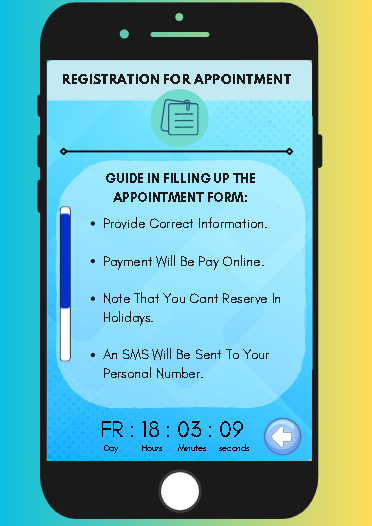 REGISTRATION FOR APPOINTMENT
GUIDE IN FILLING UP THE
APPOINTMENT FORM:
• Provide Correct Information.
• Payment Will Be Pay Online.
• Note That You Cant Reserve In
Holidays.
• An SMS Will Be Sent To Your
Personal Number.
FR : 18 : 03 : 09
Day Hours Minutes seconds